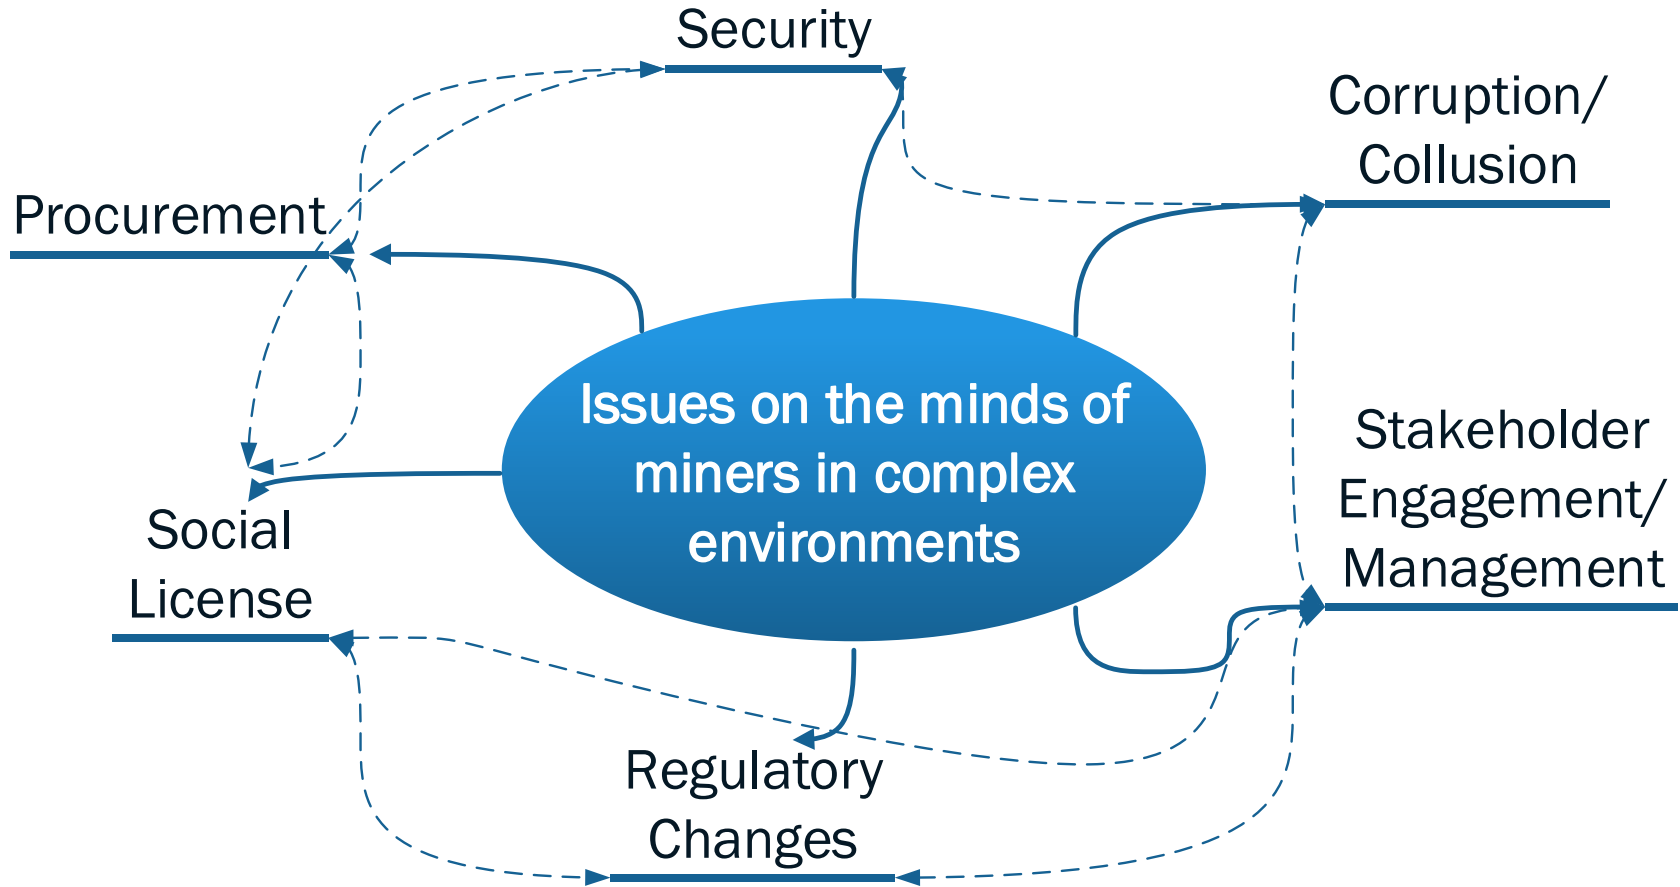 Security
Corruption/
Collusion
Procurement
Issues on the minds of
miners in complex
environments
Stakeholder
Engagement/
Management
Social
License
Regulatory
Changes